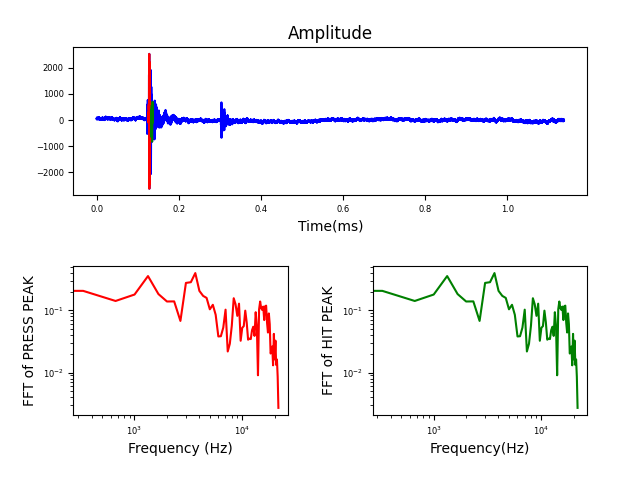 Amplitude
2000
1000
0
−1000
−2000
0.0 0.2 0.4 0.6 0.8 1.0
Time(ms)
FFT of PRESS PEAK
10⁻¹
10⁻²
10³ 10⁴
Frequency (Hz)
FFT of HIT PEAK
10⁻¹
10⁻²
10³ 10⁴
Frequency(Hz)